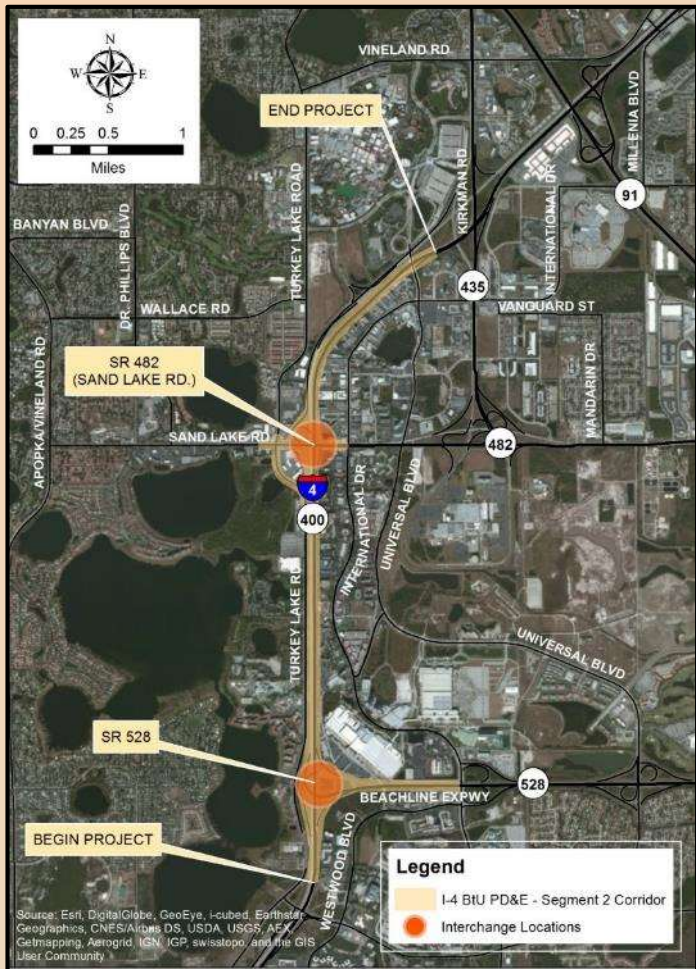 N
W E
S
0 0.25 0.5 1
Miles
VINELAND RD
END PROJECT
MILLENIA BLVD
KIRKMAN RD
INTERNATIONAL DR
91
TURKEY LAKE ROAD
BANYAN BLVD
DR. PHILLIPS BLVD
435
WALLACE RD
VANGUARD ST
APOPKA/VINELAND RD
SR 482
(SAND LAKE RD.)
MANDARIN DR
SAND LAKE RD
482
4
400
INTERNATIONAL DR
UNIVERSAL BLVD
TURKEY LAKE RD
UNIVERSAL BLVD
SR 528
528
BEACHLINE EXPWY
BEGIN PROJECT
WESTWOOD BLVD
Legend
I-4 BtU PD&E - Segment 2 Corridor
Interchange Locations
Source: Esri, DigitalGlobe, GeoEye, i-cubed, Earthstar
Geographics, CNES/Airbus DS, USDA, USGS, AEX,
Getmapping, Aerogrid, IGN, IGP, swisstopo, and the GIS
User Community